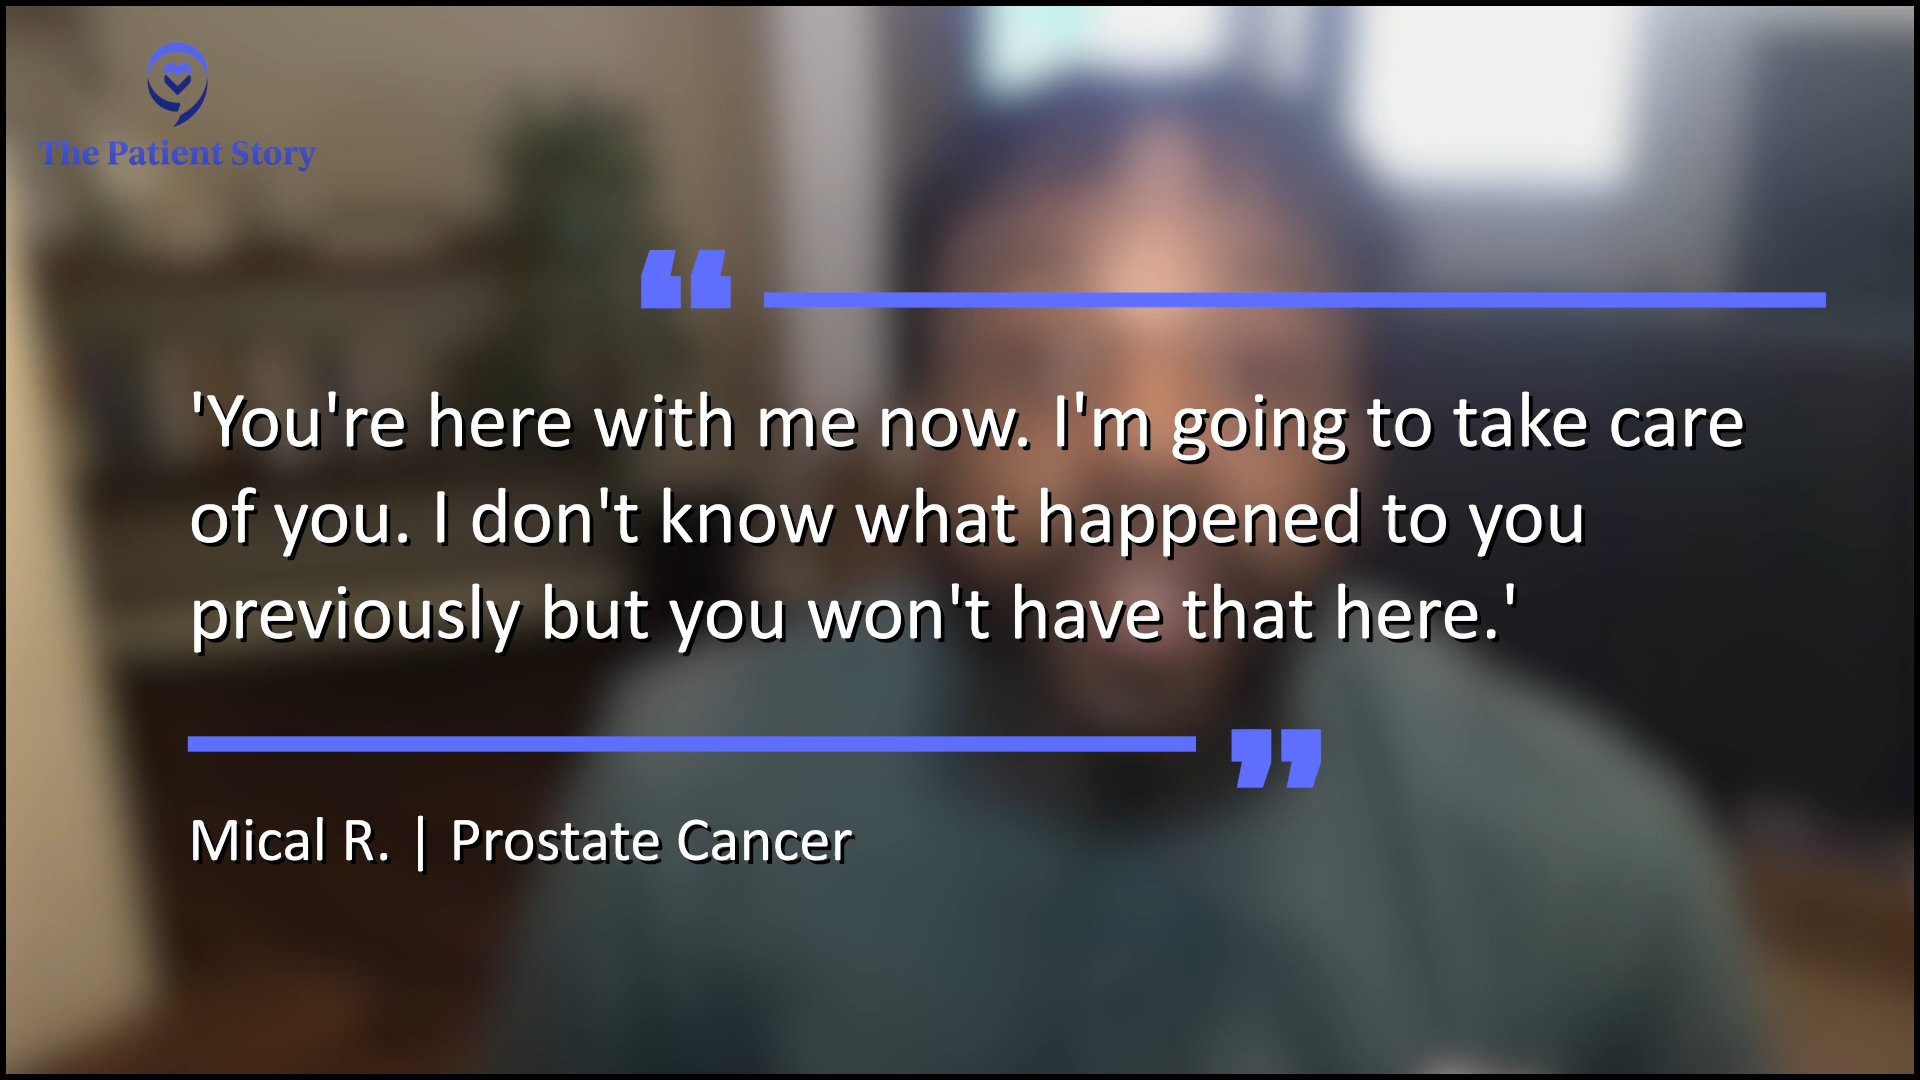 The Patient Story
“
'You're here with me now. I'm going to take care
of you. I don't know what happened to you
previously but you won't have that here.'
”
Mical R. | Prostate Cancer